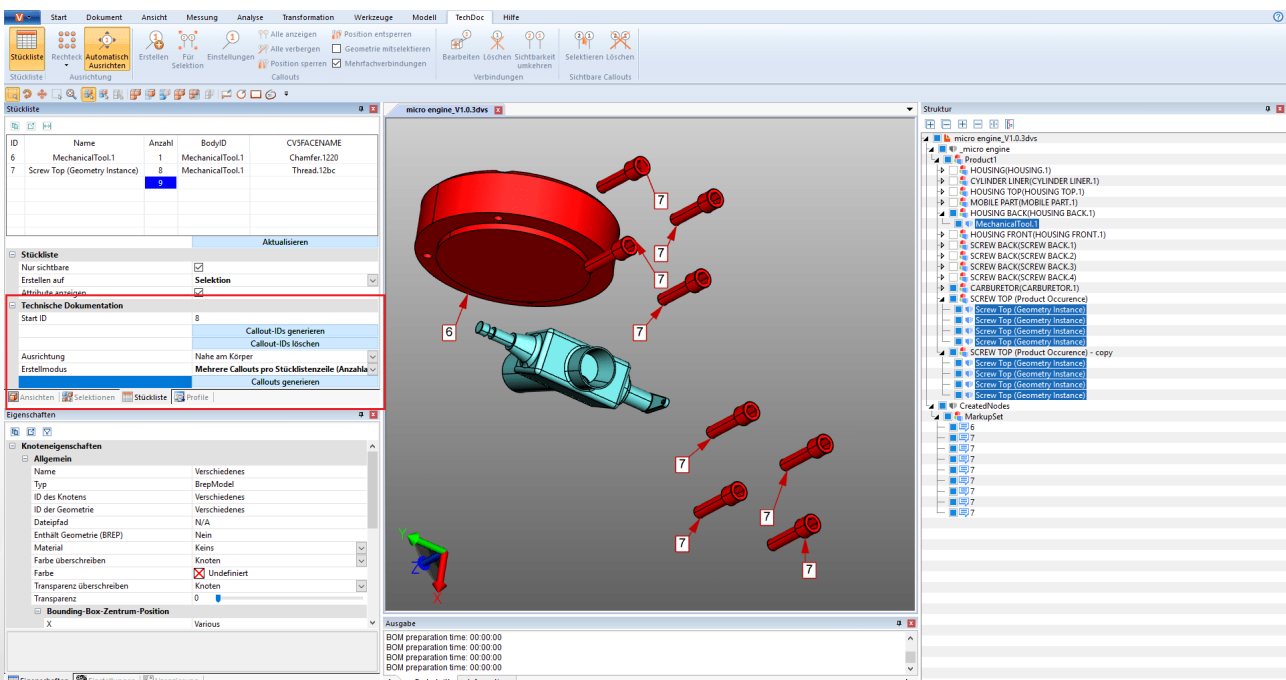 V Start Dokument Ansicht Messung Analyse Transformation Werkzeuge Modell TechDoc Hilfe
Stückliste Rechteck Automatisch Ausrichten Erstellen Für Selektion Einstellungen
Alle anzeigen Position entsperren
Alle verbergen Geometrie mitselektieren
Position sperren Mehrfachverbindungen
Bearbeiten Löschen Sichtbarkeit umkehren Selektieren Löschen
Stückliste Ausrichtung Callouts Verbindungen Sichtbare Callouts
Stückliste
ID Name Anzahl BodyID CV5FACENAME
6 MechanicalTool.1 1 MechanicalTool.1 Chamfer.1220
7 Screw Top (Geometry Instance) 8 MechanicalTool.1 Thread.12bc
9
Aktualisieren
Stückliste
Nur sichtbare
Erstellen auf Selektion
Attribute anzeigen
Technische Dokumentation
Start ID 8
Callout-IDs generieren
Callout-IDs löschen
Ausrichtung Nahe am Körper
Erstellmodus Mehrere Callouts pro Stücklistenzeile (Anzahla
Callouts generieren
Ansichten Selektionen Stückliste Profile
Eigenschaften
Knoteneigenschaften
Allgemein
Name Verschiedenes
Typ BrepModel
ID des Knotens Verschiedenes
ID der Geometrie Verschiedenes
Dateipfad N/A
Enthält Geometrie (BREP) Nein
Material Keins
Farbe überschreiben Knoten
Farbe Undefiniert
Transparenz überschreiben Knoten
Transparenz 0
Bounding-Box-Zentrum-Position
X Various
micro engine_V1.0.3dvs
7
7
7
7
6
7
7
7
7
Y
Z
X
Ausgabe
BOM preparation time: 00:00:00
BOM preparation time: 00:00:00
BOM preparation time: 00:00:00
BOM preparation time: 00:00:00
Struktur
micro engine_V1.0.3dvs
_micro engine
Product1
HOUSING(HOUSING.1)
CYLINDER LINER(CYLINDER LINER.1)
HOUSING TOP(HOUSING TOP.1)
MOBILE PART(MOBILE PART.1)
HOUSING BACK(HOUSING BACK.1)
MechanicalTool.1
HOUSING FRONT(HOUSING FRONT.1)
SCREW BACK(SCREW BACK.1)
SCREW BACK(SCREW BACK.2)
SCREW BACK(SCREW BACK.3)
SCREW BACK(SCREW BACK.4)
CARBURETOR(CARBURETOR.1)
SCREW TOP (Product Occurence)
Screw Top (Geometry Instance)
Screw Top (Geometry Instance)
Screw Top (Geometry Instance)
Screw Top (Geometry Instance)
SCREW TOP (Product Occurence) - copy
Screw Top (Geometry Instance)
Screw Top (Geometry Instance)
Screw Top (Geometry Instance)
Screw Top (Geometry Instance)
CreatedNodes
MarkupSet
6
7
7
7
7
7
7
7
7